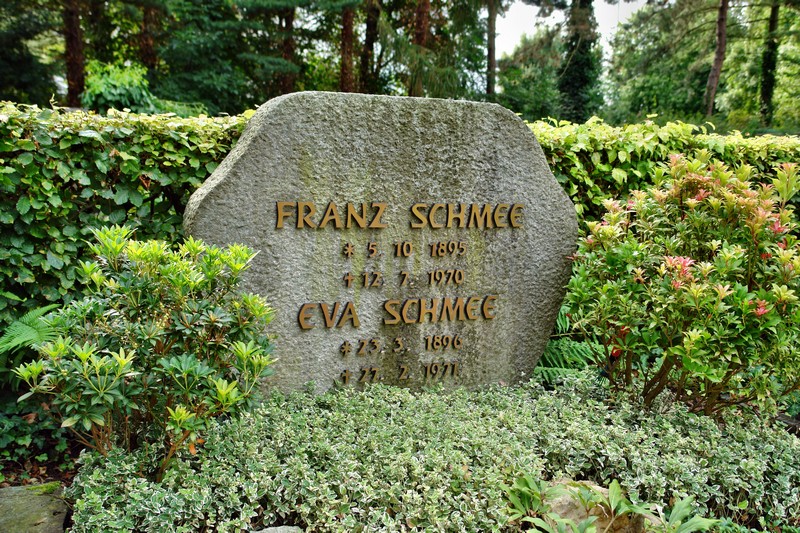 FRANZ SCHMEE
* 5. 10. 1895
✝ 12. 7. 1970
EVA SCHMEE
* 23. 3. 1896
✝ 27. 2. 1971